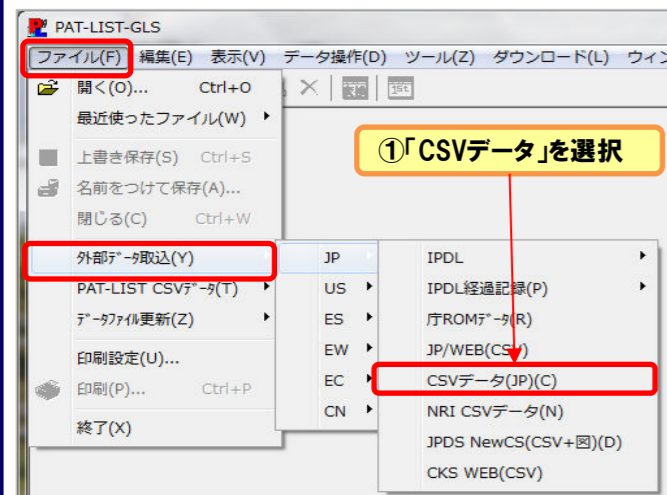 PAT-LIST-GLS
ファイル(F) 編集(E) 表示(V) データ操作(D) ツール(Z) ダウンロード(L)
開く(O)... Ctrl+O
最近使ったファイル(W)
①「CSVデータ」を選択
上書き保存(S) Ctrl+S
名前をつけて保存(A)...
閉じる(C) Ctrl+W
外部ﾃﾞｰﾀ取込(Y) JP IPDL
PAT-LIST CSVﾃﾞｰﾀ(T) US IPDL経過記録(P)
ﾃﾞｰﾀﾌｧｲﾙ更新(Z) ES 庁ROMﾃﾞｰﾀ(R)
印刷設定(U)... EW JP/WEB(CSV)
印刷(P)... Ctrl+P EC CSVデータ(JP)(C)
終了(X) CN NRI CSVデータ(N)
JPDS NewCS(CSV+図)(D)
CKS WEB(CSV)